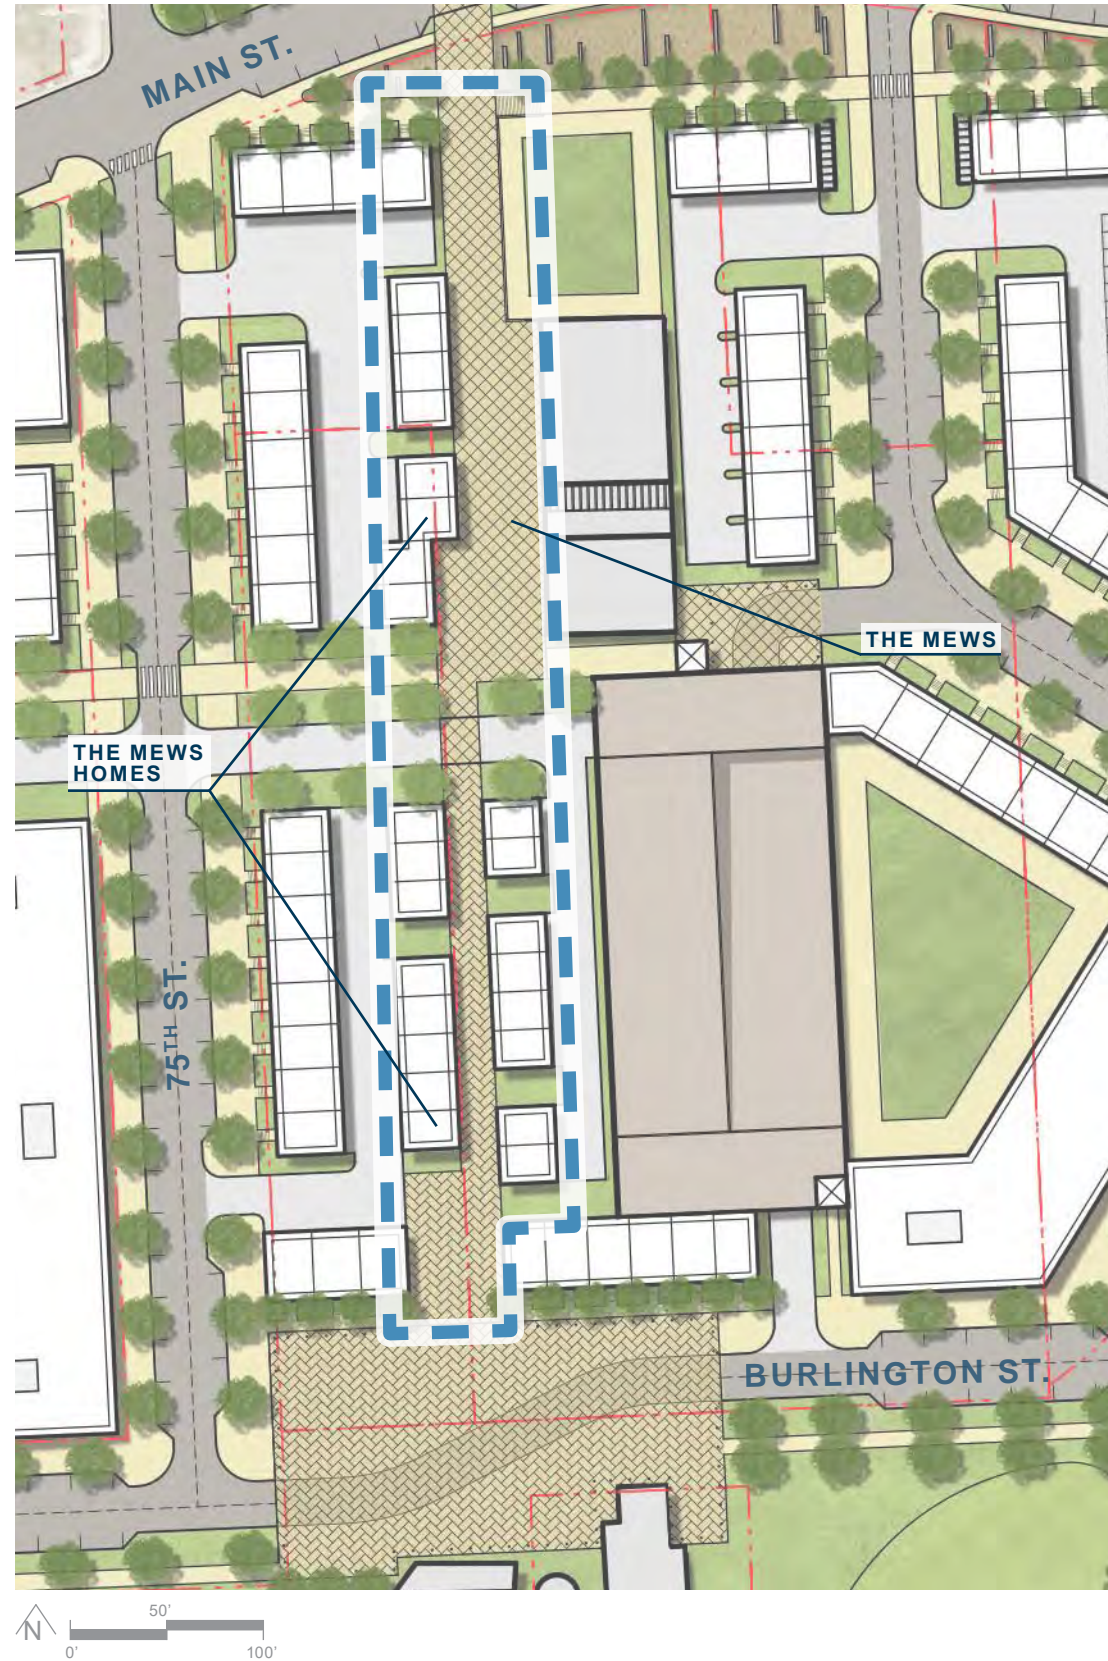 MAIN ST.
THE MEWS
THE MEWS
HOMES
75TH ST.
BURLINGTON ST.
N
50'
0'
100'